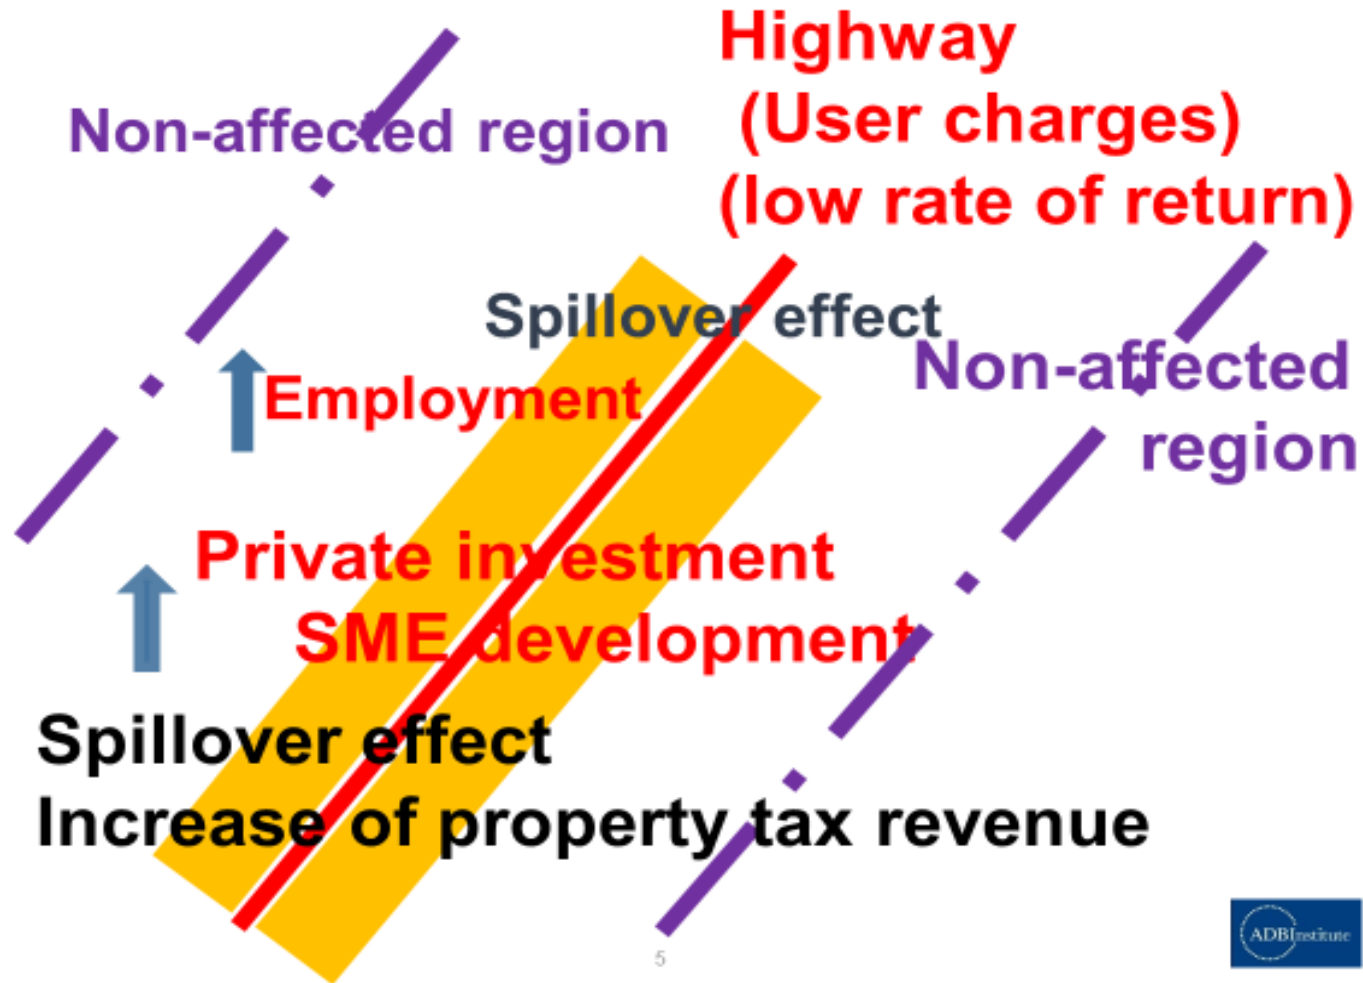 Highway
(User charges)
(low rate of return)
Non-affected region
Spillover effect
Non-affected
region
Employment
Private investment
SME development
Spillover effect
Increase of property tax revenue
5
ADBInstitute